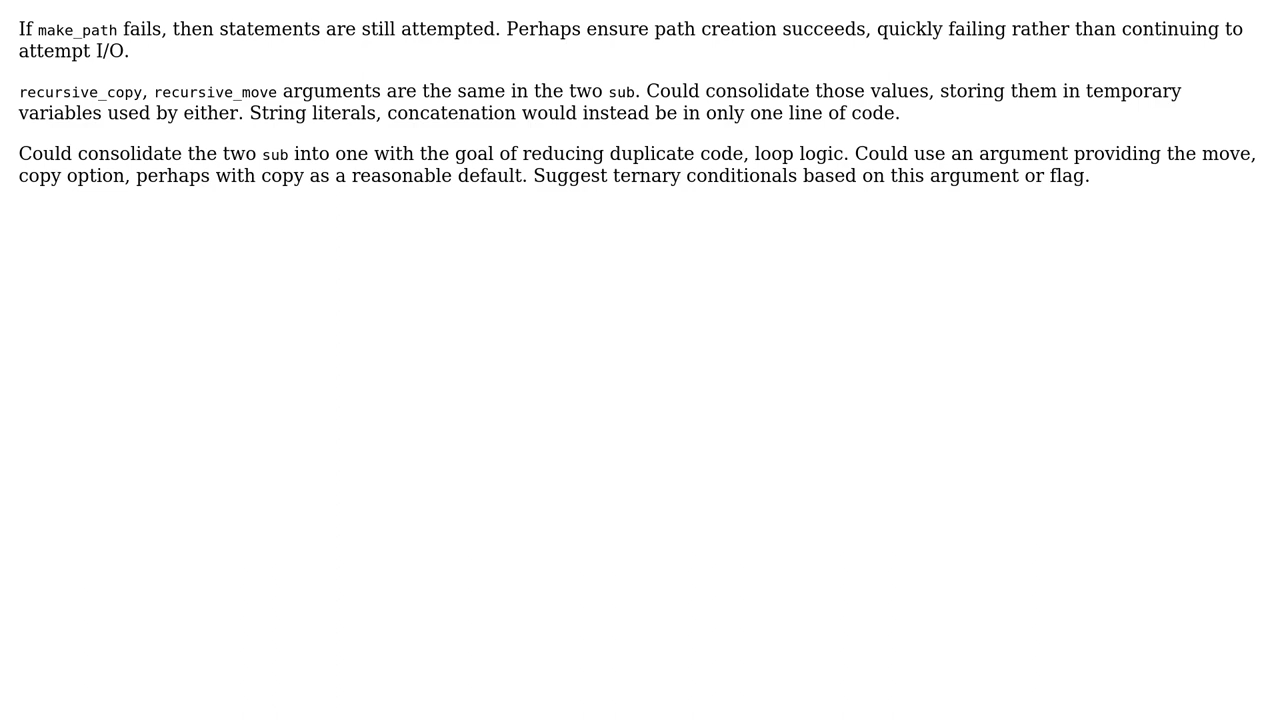 If make_path fails, then statements are still attempted. Perhaps ensure path creation succeeds, quickly failing rather than continuing to
attempt I/O.
recursive_copy, recursive_move arguments are the same in the two sub. Could consolidate those values, storing them in temporary
variables used by either. String literals, concatenation would instead be in only one line of code.
Could consolidate the two sub into one with the goal of reducing duplicate code, loop logic. Could use an argument providing the move,
copy option, perhaps with copy as a reasonable default. Suggest ternary conditionals based on this argument or flag.